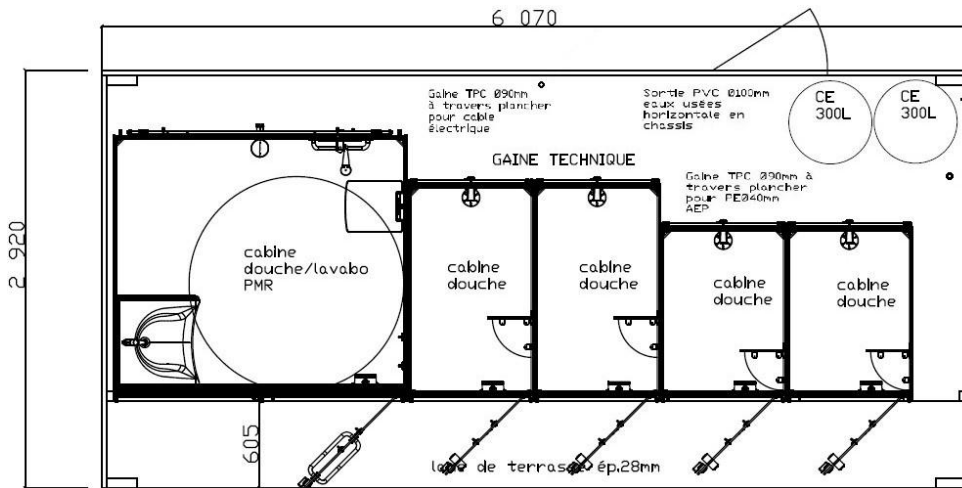 6 070
Gaine TPC Ø90mm
à travers plancher
pour cable
électrique
Sortie PVC Ø100mm
eaux usées
horizontale en
chassis
CE
300L
CE
300L
GAINE TECHNIQUE
Gaine TPC Ø90mm à
travers plancher
pour PEØ40mm
AEP
2 920
cabine
douche/lavabo
PMR
cabine
douche
cabine
douche
cabine
douche
cabine
douche
605
lame de terrasse ép.28mm